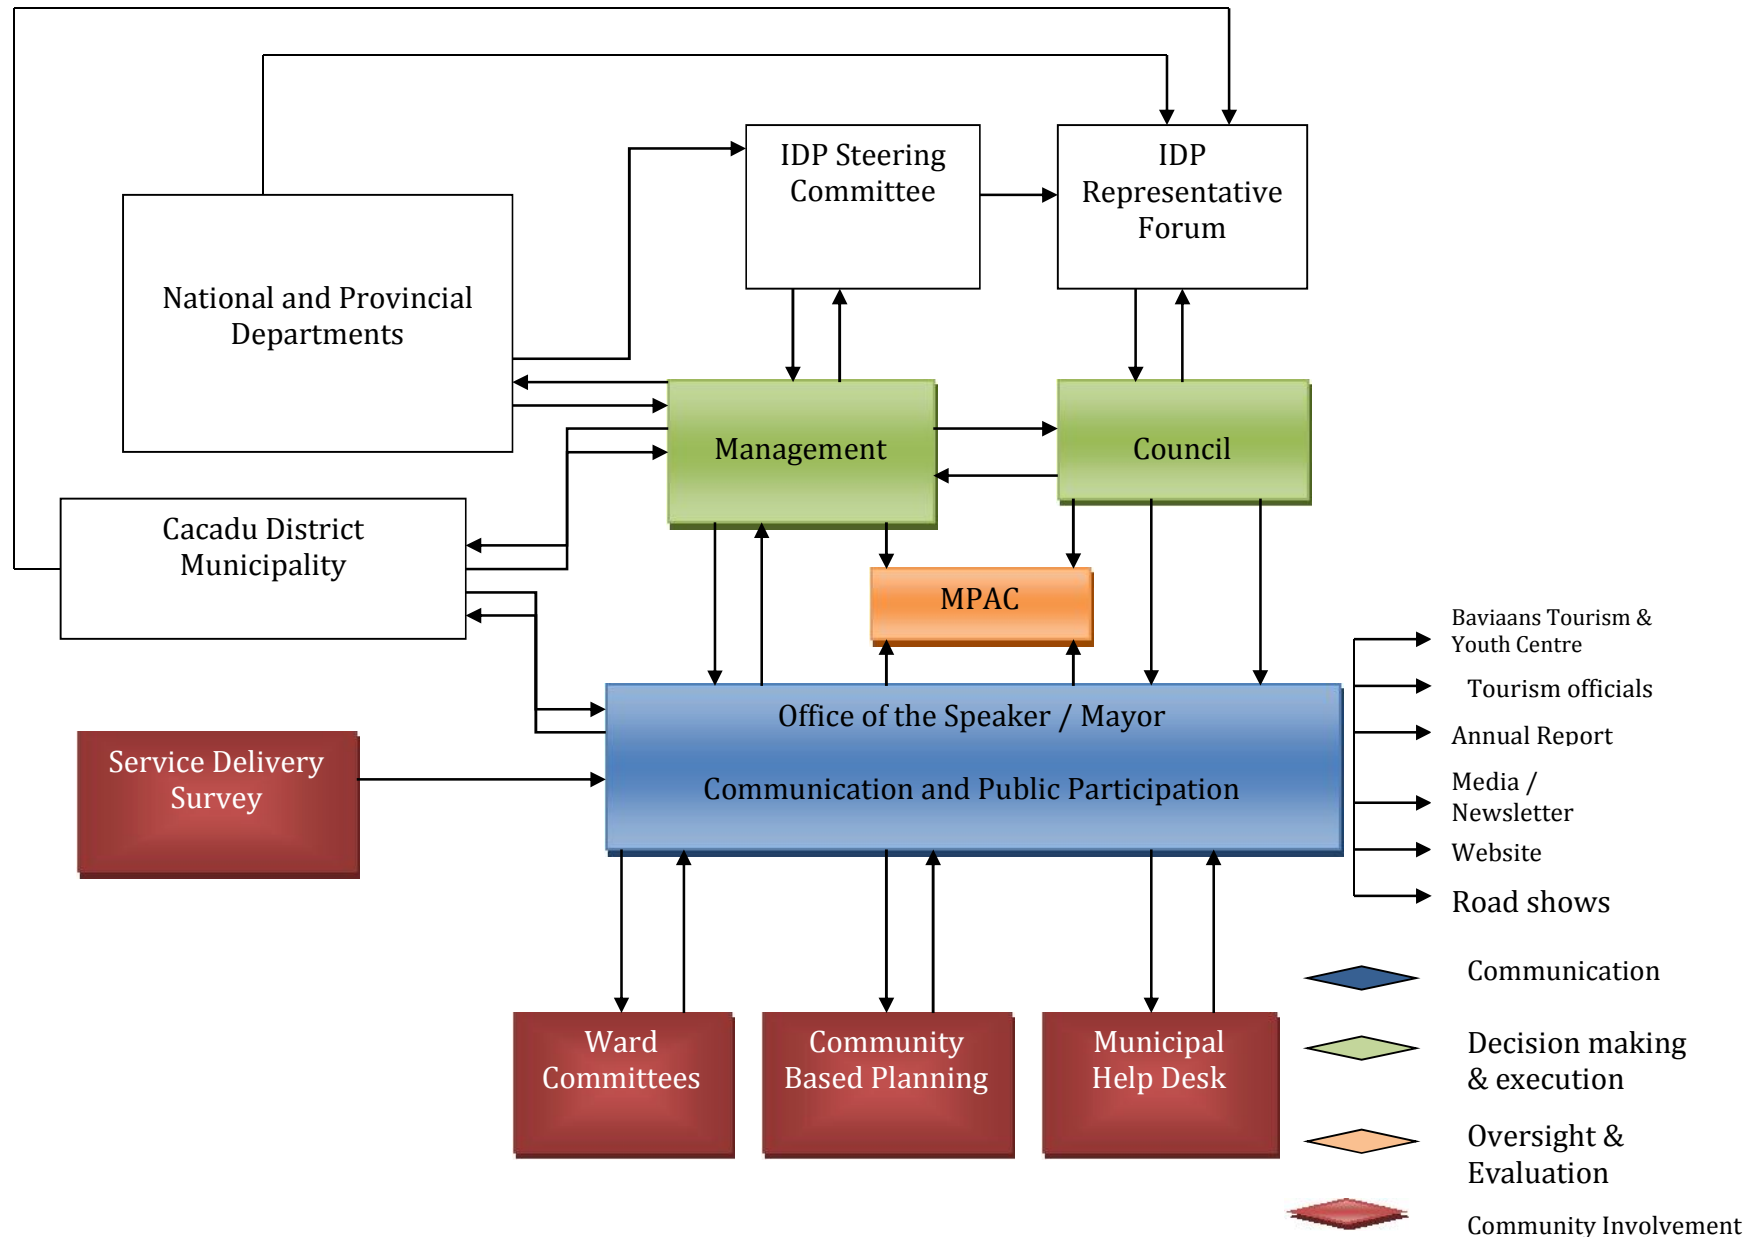 IDP Steering
Committee
IDP
Representative
Forum
National and Provincial
Departments
Management
Council
Cacadu District
Municipality
MPAC
Baviaans Tourism &
Youth Centre
Tourism officials
Annual Report
Media /
Newsletter
Website
Road shows
Office of the Speaker / Mayor
Communication and Public Participation
Service Delivery
Survey
Ward
Committees
Community
Based Planning
Municipal
Help Desk
Communication
Decision making
& execution
Oversight &
Evaluation
Community Involvement